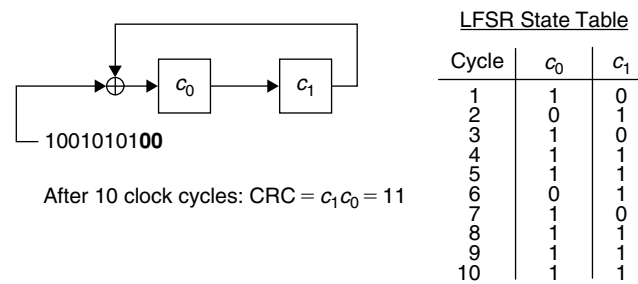 LFSR State Table
Cycle c0 c1
1 1 0
2 0 1
3 1 0
4 1 1
5 1 1
6 0 1
7 1 0
8 1 1
9 1 1
10 1 1
c0
c1
1001010100
After 10 clock cycles: CRC = c1c0 = 11